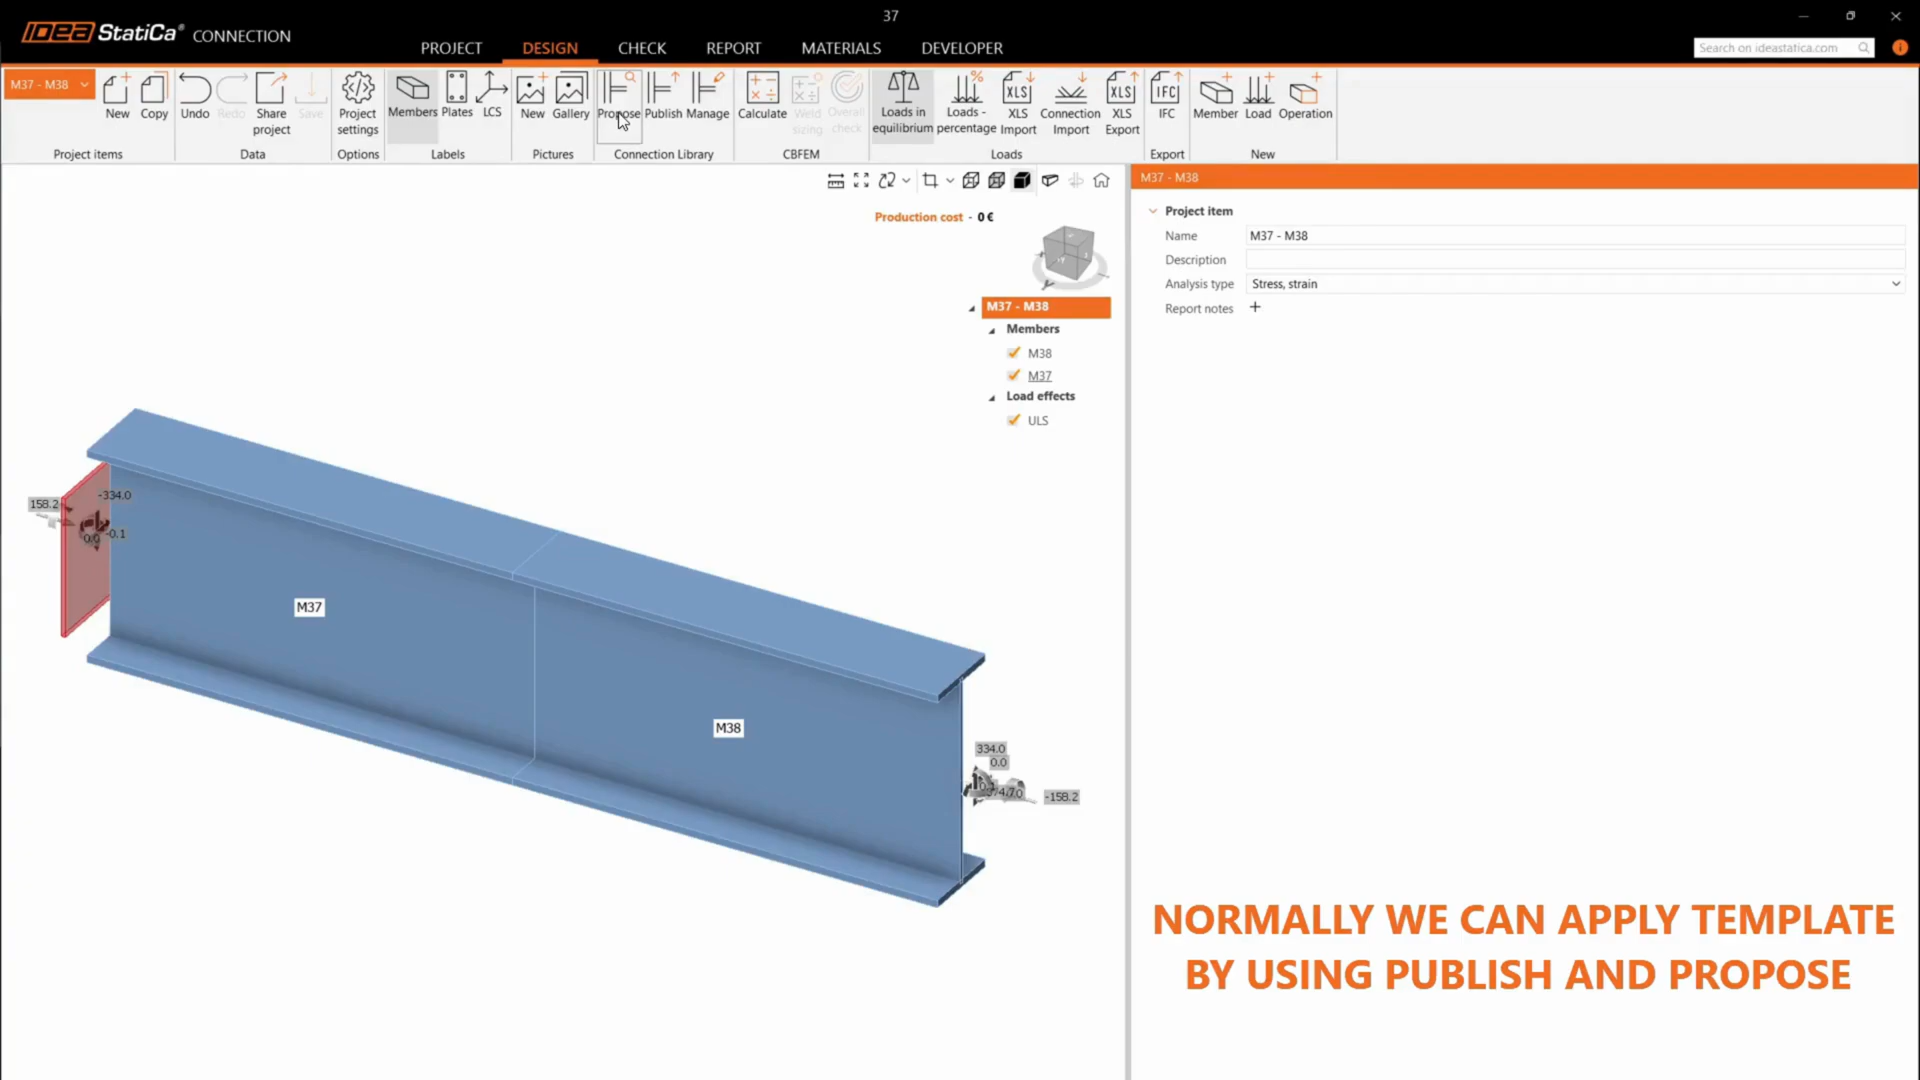 37
IDEA StatiCa® CONNECTION
PROJECT DESIGN CHECK REPORT MATERIALS DEVELOPER
Search on ideastatica.com
M37 - M38
New Copy
Undo Redo Share project Save
Project settings
Members Plates LCS
New Gallery
Propose Publish Manage
Calculate Weld sizing Overall check
Loads in equilibrium Loads - percentage XLS Import Connection Import XLS Export
IFC
Member Load Operation
Project items Data Options Labels Pictures Connection Library CBFEM Loads Export New
Production cost - 0 €
M37 - M38
Members
M38
M37
Load effects
ULS
158.2
-334.0
0.0
-0.1
M37
M38
334.0
0.0
-158.2
M37 - M38
Project item
Name M37 - M38
Description
Analysis type Stress, strain
Report notes
NORMALLY WE CAN APPLY TEMPLATE
BY USING PUBLISH AND PROPOSE